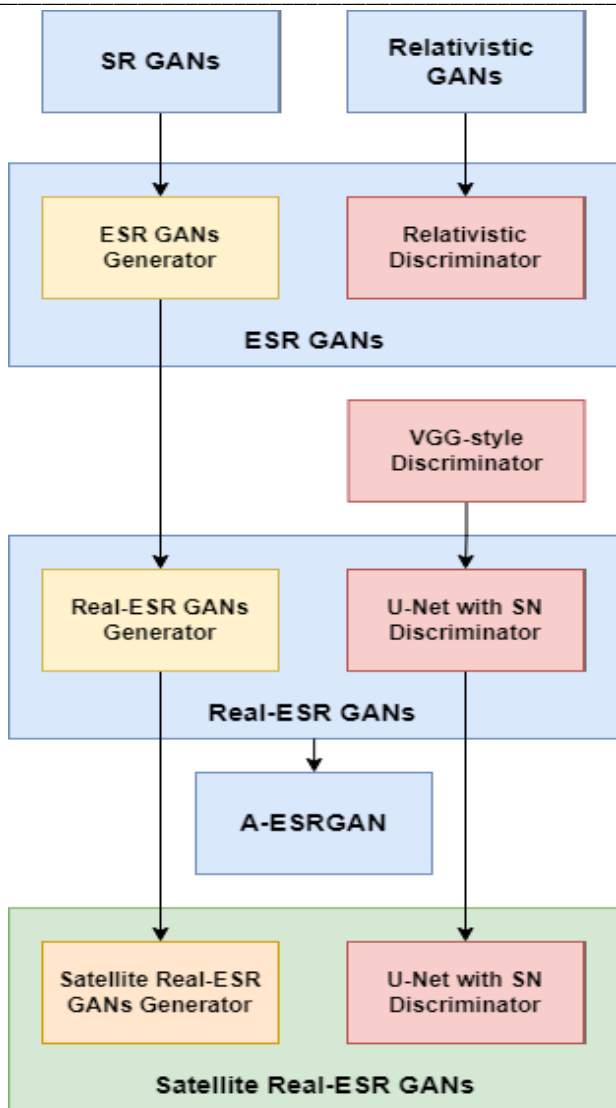 SR GANs
Relativistic
GANs
ESR GANs
Generator
Relativistic
Discriminator
ESR GANs
VGG-style
Discriminator
Real-ESR GANs
Generator
U-Net with SN
Discriminator
Real-ESR GANs
A-ESRGAN
Satellite Real-ESR
GANs Generator
U-Net with SN
Discriminator
Satellite Real-ESR GANs